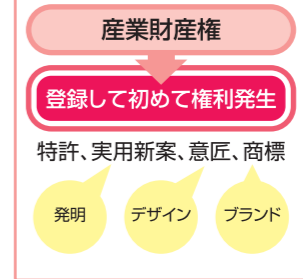 産業財産権
登録して初めて権利発生
特許、実用新案、意匠、商標
発明
デザイン
ブランド